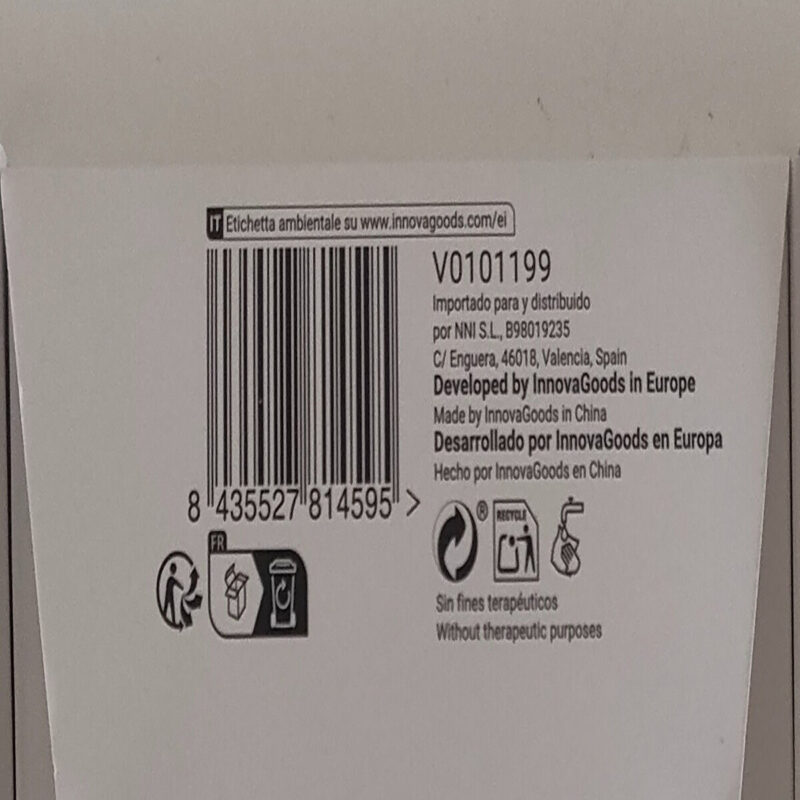 IT Etichetta ambientale su www.innovagoods.com/ei
V0101199
Importado para y distribuido
por NNI S.L., B98019235
C/ Enguera, 46018, Valencia, Spain
Developed by InnovaGoods in Europe
Made by InnovaGoods in China
Desarrollado por InnovaGoods en Europa
Hecho por InnovaGoods en China
8 435527 814595 >
®
RECYCLE
FR
Sin fines terapéuticos
Without therapeutic purposes